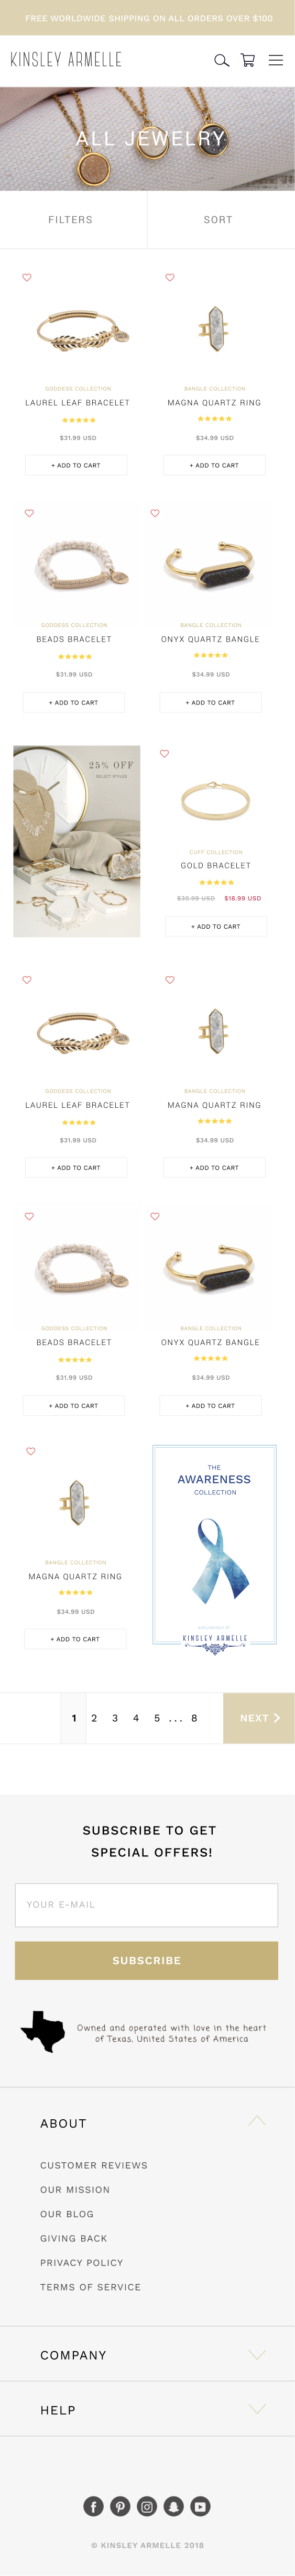 FREE WORLDWIDE SHIPPING ON ALL ORDERS OVER $100
KINSLEY ARMELLE
ALL JEWELRY
FILTERS SORT
GODDESS COLLECTION BANGLE COLLECTION
LAUREL LEAF BRACELET MAGNA QUARTZ RING
$31.99 USD $34.99 USD
+ ADD TO CART + ADD TO CART
GODDESS COLLECTION BANGLE COLLECTION
BEADS BRACELET ONYX QUARTZ BANGLE
$31.99 USD $34.99 USD
+ ADD TO CART + ADD TO CART
25% OFF
SELECT STYLES
CUFF COLLECTION
GOLD BRACELET
$30.99 USD $18.99 USD
+ ADD TO CART
GODDESS COLLECTION BANGLE COLLECTION
LAUREL LEAF BRACELET MAGNA QUARTZ RING
$31.99 USD $34.99 USD
+ ADD TO CART + ADD TO CART
GODDESS COLLECTION BANGLE COLLECTION
BEADS BRACELET ONYX QUARTZ BANGLE
$31.99 USD $34.99 USD
+ ADD TO CART + ADD TO CART
BANGLE COLLECTION
MAGNA QUARTZ RING
$34.99 USD
+ ADD TO CART
THE
AWARENESS
COLLECTION
KINSLEY ARMELLE
1 2 3 4 5 ... 8 NEXT
SUBSCRIBE TO GET
SPECIAL OFFERS!
YOUR E-MAIL
SUBSCRIBE
Owned and operated with love in the heart
of Texas, United States of America
ABOUT
CUSTOMER REVIEWS
OUR MISSION
OUR BLOG
GIVING BACK
PRIVACY POLICY
TERMS OF SERVICE
COMPANY
HELP
© KINSLEY ARMELLE 2018